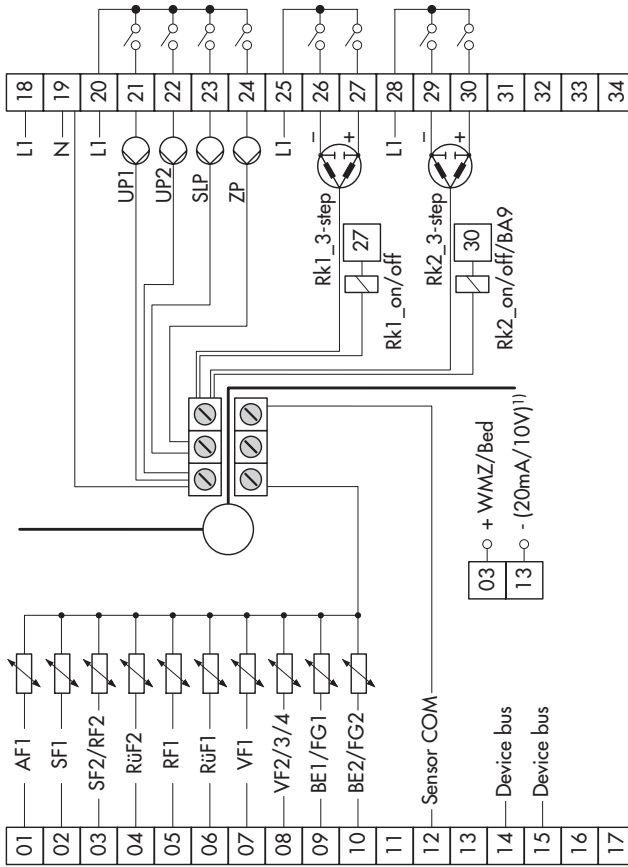 18
19
20
21
22
23
24
25
26
27
28
29
30
31
32
33
34
L1
N
L1
UP1
UP2
SLP
ZP
L1
–
+
L1
–
+
Rk1_3-step
27
Rk1_on/off
Rk2_3-step
30
Rk2_on/off/BA9
03 + WMZ/Bed
13 - (20mA/10V)¹⁾
01 AF1
02 SF1
03 SF2/RF2
04 RüF2
05 RF1
06 RüF1
07 VF1
08 VF2/3/4
09 BE1/FG1
10 BE2/FG2
11
12 Sensor COM
13
14 Device bus
15 Device bus
16
17